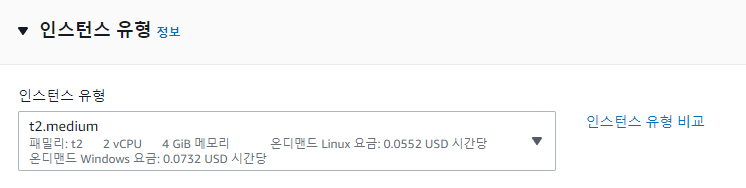 인스턴스 유형 정보
인스턴스 유형
t2.medium
패밀리: t2 2 vCPU 4 GiB 메모리 온디맨드 Linux 요금: 0.0552 USD 시간당
온디맨드 Windows 요금: 0.0732 USD 시간당
인스턴스 유형 비교